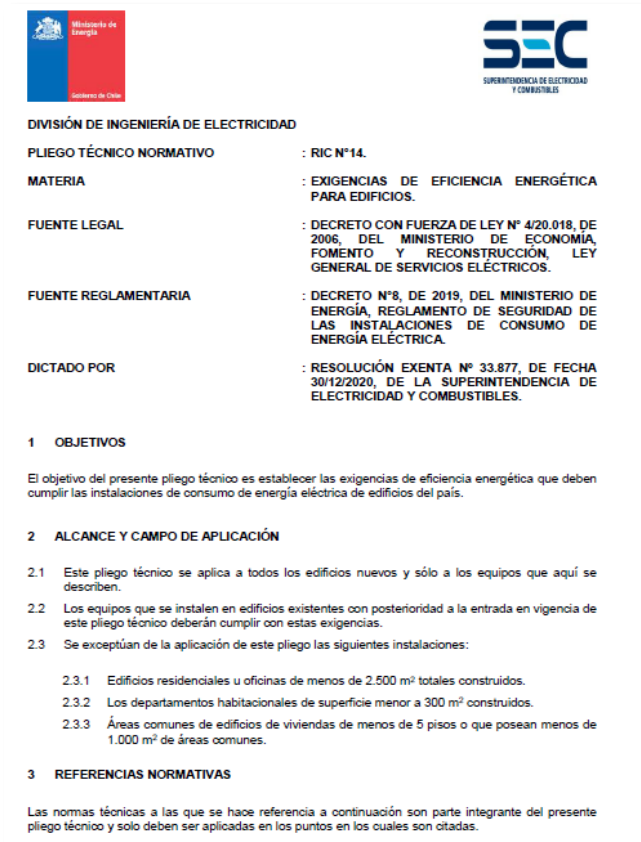 Ministerio de
Energía
Gobierno de Chile
SEC
SUPERINTENDENCIA DE ELECTRICIDAD
Y COMBUSTIBLES
DIVISIÓN DE INGENIERÍA DE ELECTRICIDAD
PLIEGO TÉCNICO NORMATIVO : RIC N°14.
MATERIA : EXIGENCIAS DE EFICIENCIA ENERGÉTICA
PARA EDIFICIOS.
FUENTE LEGAL : DECRETO CON FUERZA DE LEY N° 4/20.018, DE
2006, DEL MINISTERIO DE ECONOMÍA,
FOMENTO Y RECONSTRUCCIÓN, LEY
GENERAL DE SERVICIOS ELÉCTRICOS.
FUENTE REGLAMENTARIA : DECRETO N°8, DE 2019, DEL MINISTERIO DE
ENERGÍA, REGLAMENTO DE SEGURIDAD DE
LAS INSTALACIONES DE CONSUMO DE
ENERGÍA ELÉCTRICA.
DICTADO POR : RESOLUCIÓN EXENTA Nº 33.877, DE FECHA
30/12/2020, DE LA SUPERINTENDENCIA DE
ELECTRICIDAD Y COMBUSTIBLES.
1 OBJETIVOS
El objetivo del presente pliego técnico es establecer las exigencias de eficiencia energética que deben
cumplir las instalaciones de consumo de energía eléctrica de edificios del país.
2 ALCANCE Y CAMPO DE APLICACIÓN
2.1 Este pliego técnico se aplica a todos los edificios nuevos y sólo a los equipos que aquí se
describen.
2.2 Los equipos que se instalen en edificios existentes con posterioridad a la entrada en vigencia de
este pliego técnico deberán cumplir con estas exigencias.
2.3 Se exceptúan de la aplicación de este pliego las siguientes instalaciones:
2.3.1 Edificios residenciales u oficinas de menos de 2.500 m² totales construidos.
2.3.2 Los departamentos habitacionales de superficie menor a 300 m² construidos.
2.3.3 Áreas comunes de edificios de viviendas de menos de 5 pisos o que posean menos de
1.000 m² de áreas comunes.
3 REFERENCIAS NORMATIVAS
Las normas técnicas a las que se hace referencia a continuación son parte integrante del presente
pliego técnico y solo deben ser aplicadas en los puntos en los cuales son citadas.